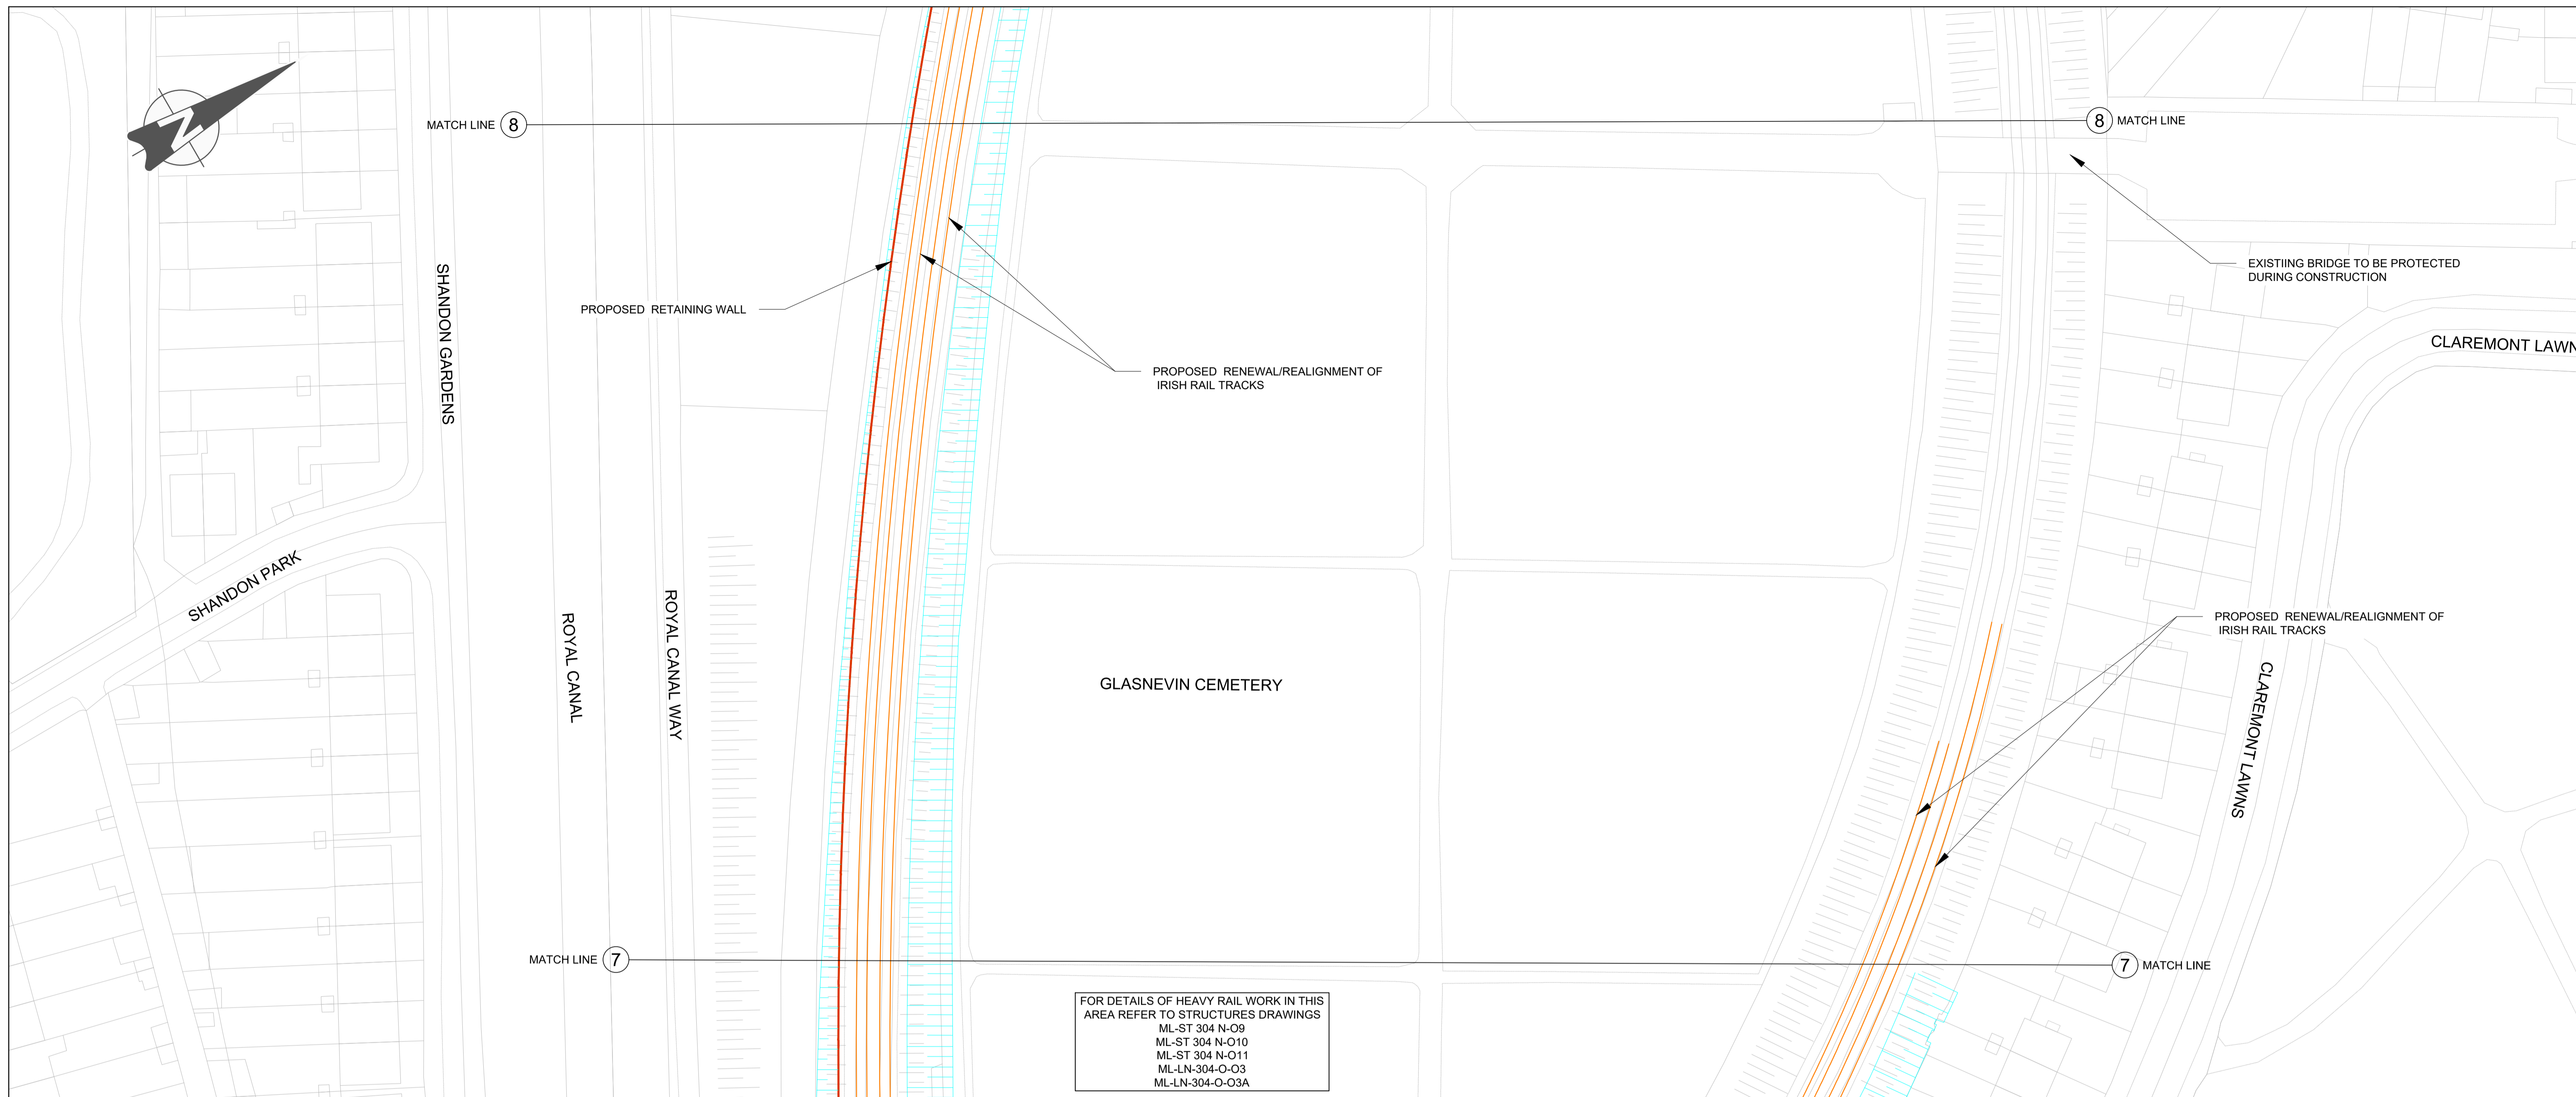 MATCH LINE 8
8 MATCH LINE
EXISTIING BRIDGE TO BE PROTECTED
DURING CONSTRUCTION
PROPOSED RETAINING WALL
SHANDON GARDENS
CLAREMONT LAWN
PROPOSED RENEWAL/REALIGNMENT OF
IRISH RAIL TRACKS
SHANDON PARK
ROYAL CANAL
ROYAL CANAL WAY
GLASNEVIN CEMETERY
PROPOSED RENEWAL/REALIGNMENT OF
IRISH RAIL TRACKS
CLAREMONT LAWNS
MATCH LINE 7
7 MATCH LINE
FOR DETAILS OF HEAVY RAIL WORK IN THIS
AREA REFER TO STRUCTURES DRAWINGS
ML-ST 304 N-O9
ML-ST 304 N-O10
ML-ST 304 N-O11
ML-LN-304-O-O3
ML-LN-304-O-O3A
N